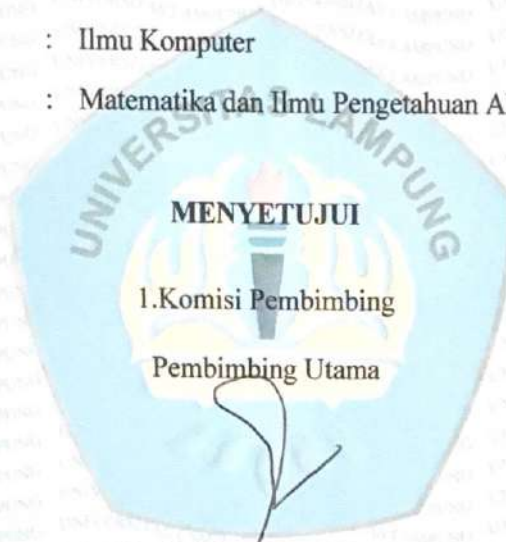 : Ilmu Komputer
: Matematika dan Ilmu Pengetahuan A
UNIVERSITAS LAMPUNG
MENYETUJUI
1.Komisi Pembimbing
Pembimbing Utama